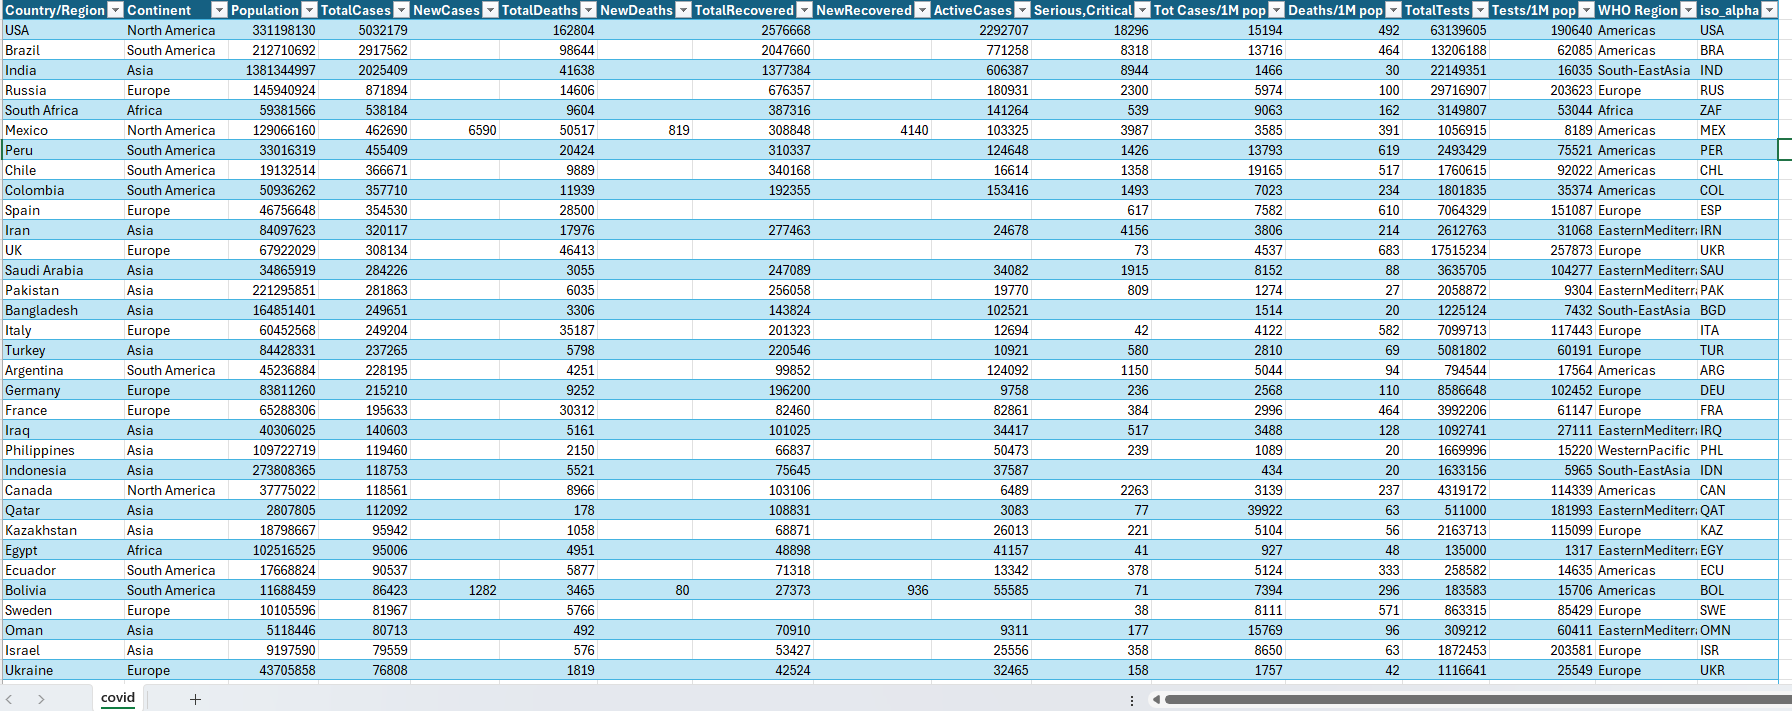 Country/Region Continent Population TotalCases NewCases TotalDeaths NewDeaths TotalRecovered NewRecovered ActiveCases Serious,Critical Tot Cases/1M pop Deaths/1M pop TotalTests Tests/1M pop WHO Region iso_alpha
USA North America 331198130 5032179 162804 2576668 2292707 18296 15194 492 63139605 190640 Americas USA
Brazil South America 212710692 2917562 98644 2047660 771258 8318 13716 464 13206188 62085 Americas BRA
India Asia 1381344997 2025409 41638 1377384 606387 8944 1466 30 22149351 16035 South-EastAsia IND
Russia Europe 145940924 871894 14606 676357 180931 2300 5974 100 29716907 203623 Europe RUS
South Africa Africa 59381566 538184 9604 387316 141264 539 9063 162 3149807 53044 Africa ZAF
Mexico North America 129066160 462690 6590 50517 819 308848 4140 103325 3987 3585 391 1056915 8189 Americas MEX
Peru South America 33016319 455409 20424 310337 124648 1426 13793 619 2493429 75521 Americas PER
Chile South America 19132514 366671 9889 340168 16614 1358 19165 517 1760615 92022 Americas CHL
Colombia South America 50936262 357710 11939 192355 153416 1493 7023 234 1801835 35374 Americas COL
Spain Europe 46756648 354530 28500 617 7582 610 7064329 151087 Europe ESP
Iran Asia 84097623 320117 17976 277463 24678 4156 3806 214 2612763 31068 EasternMediterr IRN
UK Europe 67922029 308134 46413 73 4537 683 17515234 257873 Europe UKR
Saudi Arabia Asia 34865919 284226 3055 247089 34082 1915 8152 88 3635705 104277 EasternMediterr SAU
Pakistan Asia 221295851 281863 6035 256058 19770 809 1274 27 2058872 9304 EasternMediterr PAK
Bangladesh Asia 164851401 249651 3306 143824 102521 1514 20 1225124 7432 South-EastAsia BGD
Italy Europe 60452568 249204 35187 201323 12694 42 4122 582 7099713 117443 Europe ITA
Turkey Asia 84428331 237265 5798 220546 10921 580 2810 69 5081802 60191 Europe TUR
Argentina South America 45236884 228195 4251 99852 124092 1150 5044 94 794544 17564 Americas ARG
Germany Europe 83811260 215210 9252 196200 9758 236 2568 110 8586648 102452 Europe DEU
France Europe 65288306 195633 30312 82460 82861 384 2996 464 3992206 61147 Europe FRA
Iraq Asia 40306025 140603 5161 101025 34417 517 3488 128 1092741 27111 EasternMediterr IRQ
Philippines Asia 109722719 119460 2150 66837 50473 239 1089 20 1669996 15220 WesternPacific PHL
Indonesia Asia 273808365 118753 5521 75645 37587 434 20 1633156 5965 South-EastAsia IDN
Canada North America 37775022 118561 8966 103106 6489 2263 3139 237 4319172 114339 Americas CAN
Qatar Asia 2807805 112092 178 108831 3083 77 39922 63 511000 181993 EasternMediterr QAT
Kazakhstan Asia 18798667 95942 1058 68871 26013 221 5104 56 2163713 115099 Europe KAZ
Egypt Africa 102516525 95006 4951 48898 41157 41 927 48 135000 1317 EasternMediterr EGY
Ecuador South America 17668824 90537 5877 71318 13342 378 5124 333 258582 14635 Americas ECU
Bolivia South America 11688459 86423 1282 3465 80 27373 936 55585 71 7394 296 183583 15706 Americas BOL
Sweden Europe 10105596 81967 5766 38 8111 571 863315 85429 Europe SWE
Oman Asia 5118446 80713 492 70910 9311 177 15769 96 309212 60411 EasternMediterr OMN
Israel Asia 9197590 79559 576 53427 25556 358 8650 63 1872453 203581 Europe ISR
Ukraine Europe 43705858 76808 1819 42524 32465 158 1757 42 1116641 25549 Europe UKR
covid